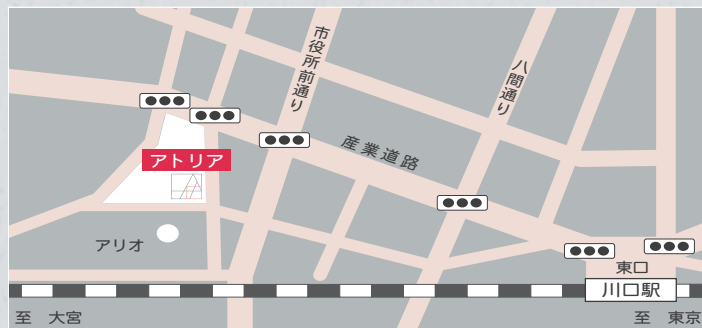 市役所前通り
八間通り
産業道路
アトリア
アリオ
東口
川口駅
至 大宮
至 東京